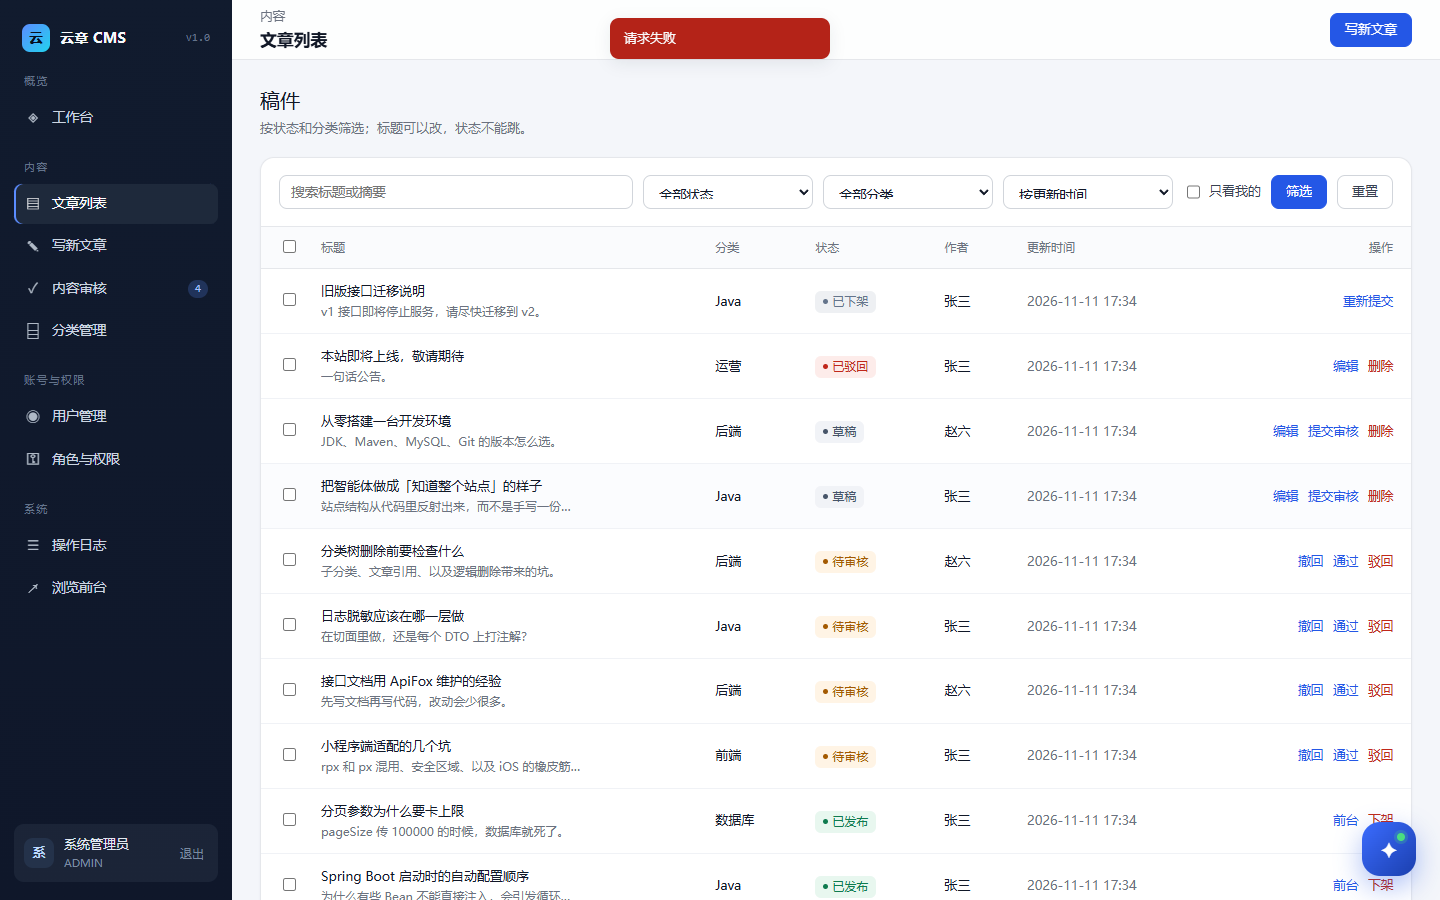 云 云章 CMS v1.0
概览
工作台
内容
文章列表
写新文章
内容审核 4
分类管理
账号与权限
用户管理
角色与权限
系统
操作日志
浏览前台
系 系统管理员
ADMIN
退出
内容
文章列表
请求失败
写新文章
稿件
按状态和分类筛选；标题可以改，状态不能跳。
搜索标题或摘要 全部状态 全部分类 按更新时间 只看我的 筛选 重置
标题 分类 状态 作者 更新时间 操作
旧版接口迁移说明
v1 接口即将停止服务，请尽快迁移到 v2。
Java 已下架 张三 2026-11-11 17:34 重新提交
本站即将上线，敬请期待
一句话公告。
运营 已驳回 张三 2026-11-11 17:34 编辑 删除
从零搭建一台开发环境
JDK、Maven、MySQL、Git 的版本怎么选。
后端 草稿 赵六 2026-11-11 17:34 编辑 提交审核 删除
把智能体做成「知道整个站点」的样子
站点结构从代码里反射出来，而不是手写一份...
Java 草稿 张三 2026-11-11 17:34 编辑 提交审核 删除
分类树删除前要检查什么
子分类、文章引用、以及逻辑删除带来的坑。
后端 待审核 赵六 2026-11-11 17:34 撤回 通过 驳回
日志脱敏应该在哪一层做
在切面里做，还是每个 DTO 上打注解？
Java 待审核 张三 2026-11-11 17:34 撤回 通过 驳回
接口文档用 ApiFox 维护的经验
先写文档再写代码，改动会少很多。
后端 待审核 赵六 2026-11-11 17:34 撤回 通过 驳回
小程序端适配的几个坑
rpx 和 px 混用、安全区域、以及 iOS 的橡皮筋...
前端 待审核 张三 2026-11-11 17:34 撤回 通过 驳回
分页参数为什么要卡上限
pageSize 传 100000 的时候，数据库就死了。
数据库 已发布 张三 2026-11-11 17:34 前台 下架
Spring Boot 启动时的自动配置顺序
为什么有些 Bean 不能直接注入，会引发循环...
Java 已发布 张三 2026-11-11 17:34 前台 下架